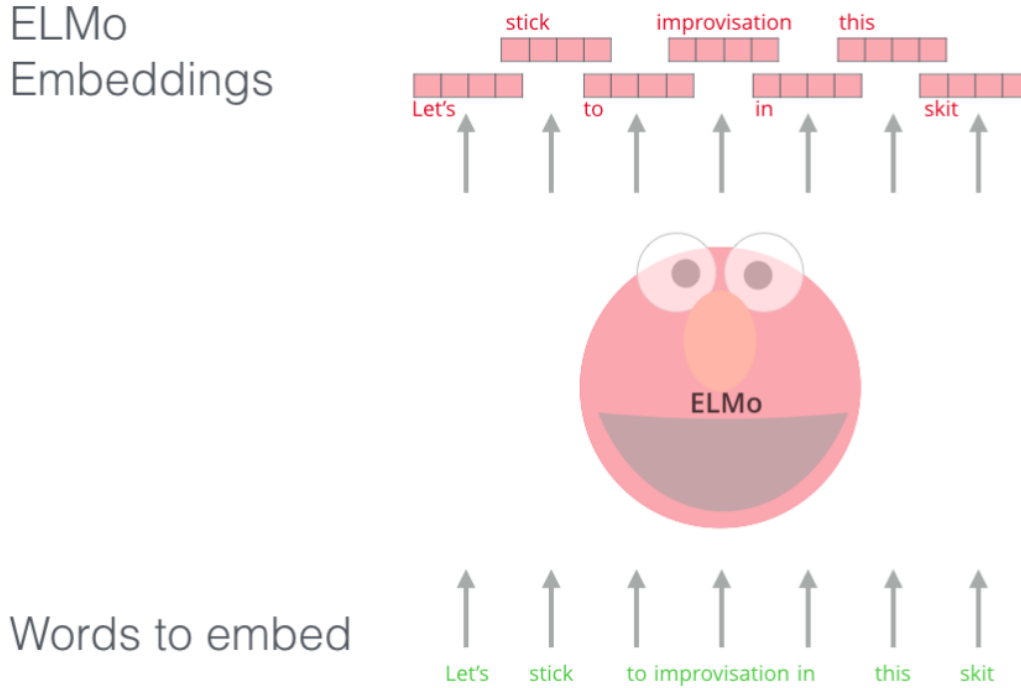 ELMo
Embeddings
stick improvisation this
Let's to in skit
ELMo
Words to embed
Let's stick to improvisation in this skit